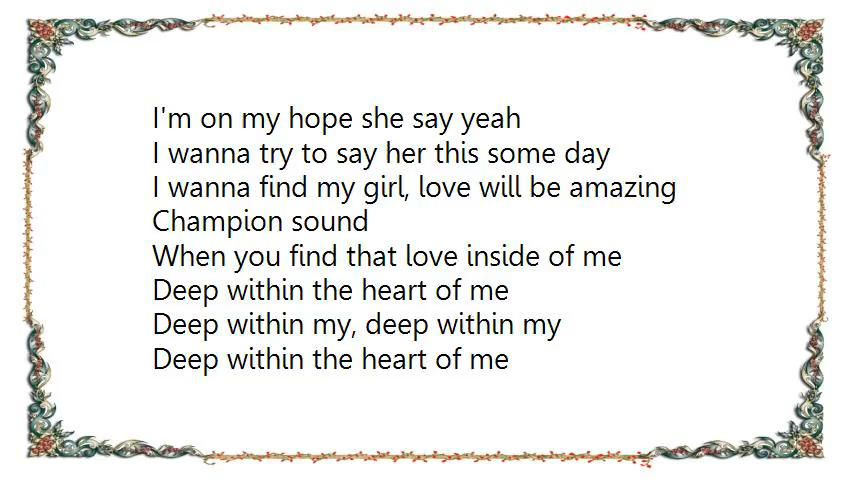 I'm on my hope she say yeah
I wanna try to say her this some day
I wanna find my girl, love will be amazing
Champion sound
When you find that love inside of me
Deep within the heart of me
Deep within my, deep within my
Deep within the heart of me